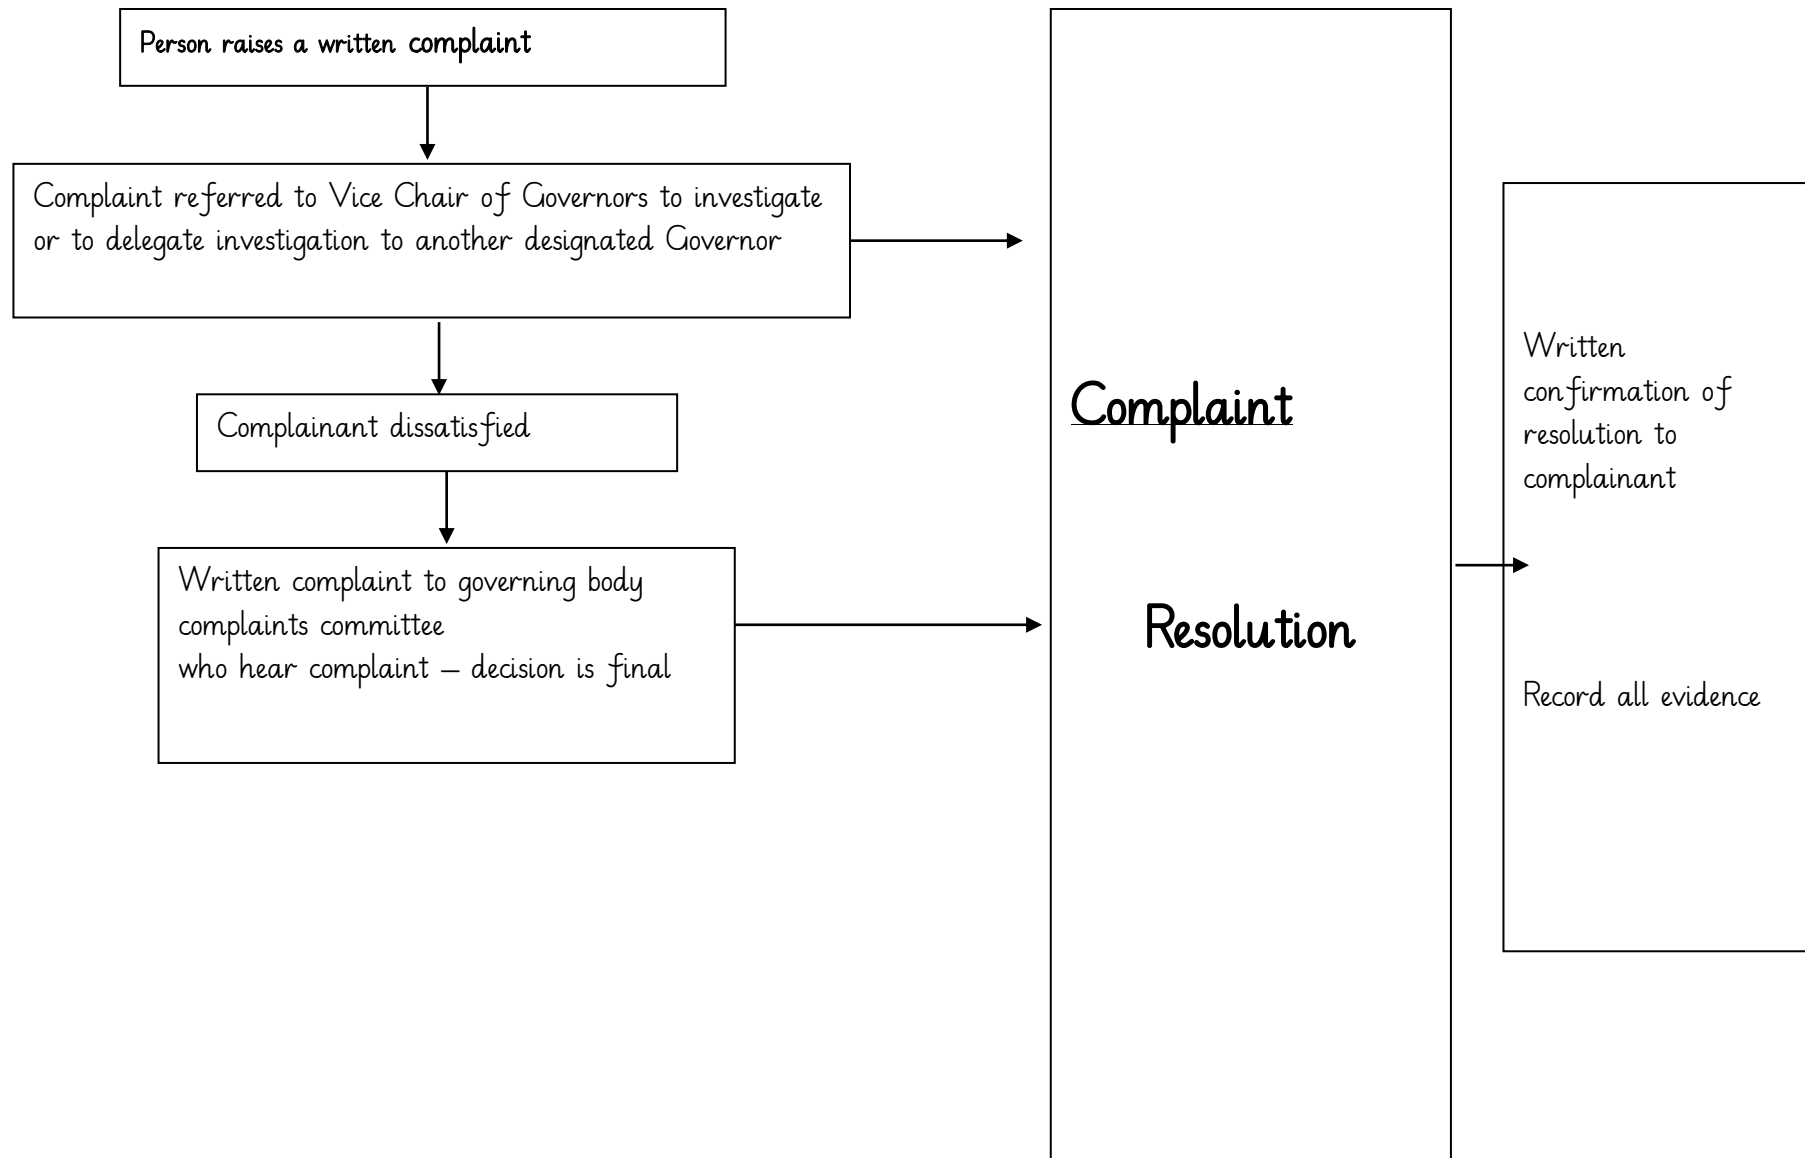 Person raises a written complaint
Complaint referred to Vice Chair of Governors to investigate
or to delegate investigation to another designated Governor
Complainant dissatisfied
Written complaint to governing body
complaints committee
who hear complaint – decision is final
Complaint
Resolution
Written
confirmation of
resolution to
complainant
Record all evidence